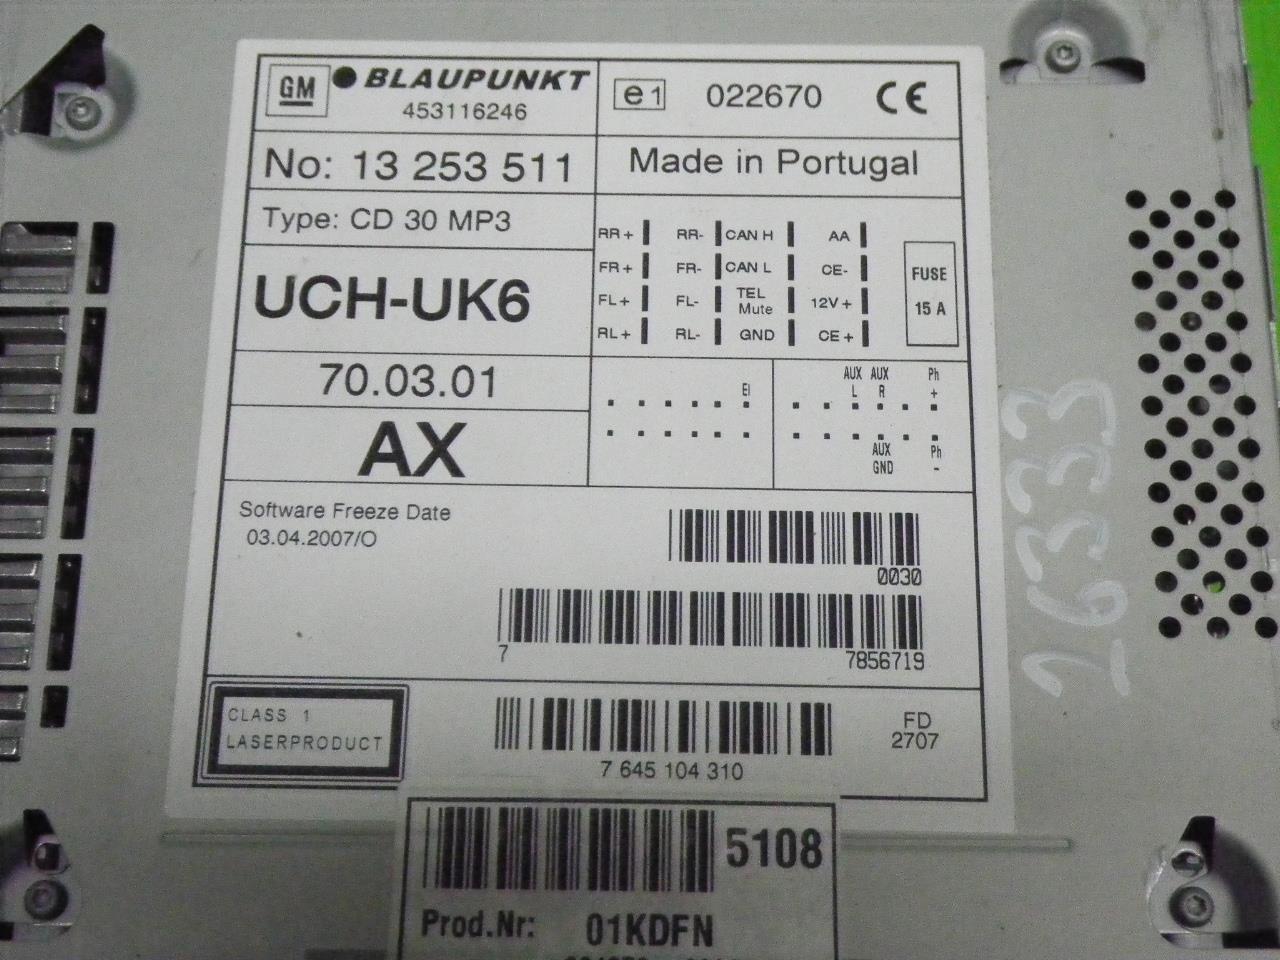 GM BLAUPUNKT
453116246
e1 022670 CE
No: 13 253 511
Made in Portugal
Type: CD 30 MP3
UCH-UK6
70.03.01
AX
RR+ RR- CAN H AA
FR+ FR- CAN L CE-
FL+ FL- TEL Mute 12V+
RL+ RL- GND CE+
FUSE
15 A
EI
AUX L AUX R Ph +
AUX GND Ph -
Software Freeze Date
03.04.2007/O
0030
7 7856719
CLASS 1
LASERPRODUCT
7 645 104 310
FD
2707
5108
Prod.Nr: 01KDFN
26333